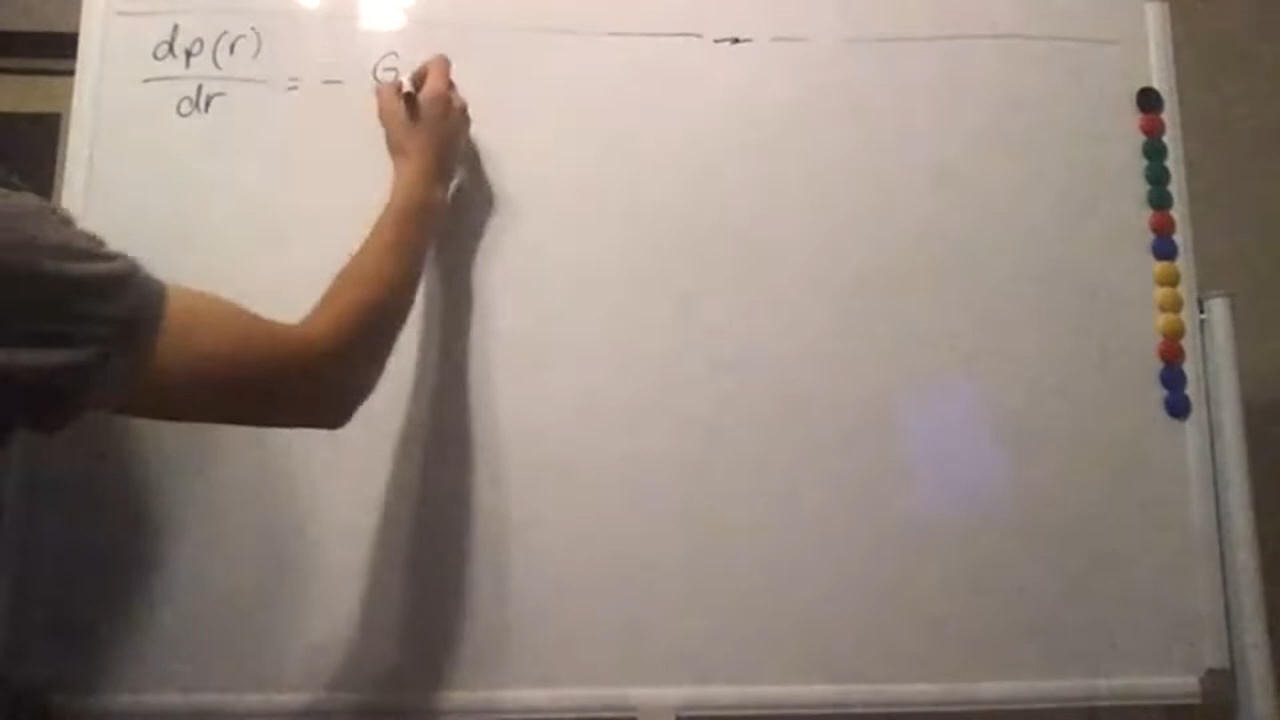 dp(r)/dr = - G